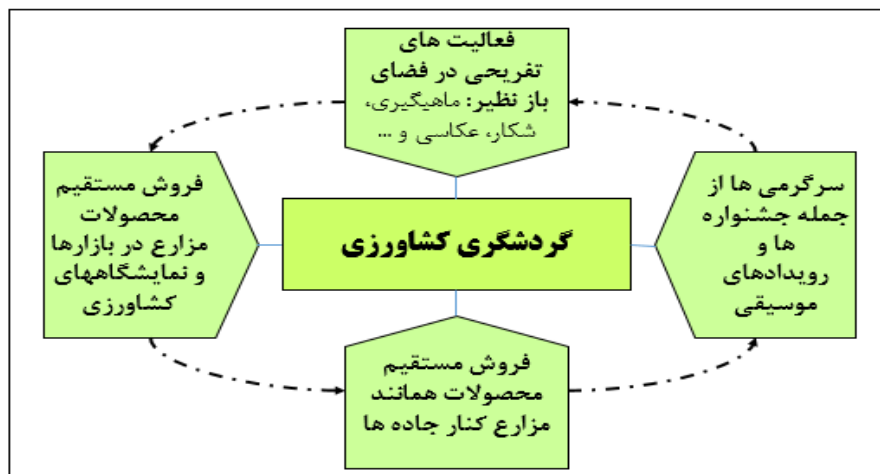 فعالیت های
تفریحی در فضای
باز نظیر: ماهیگیری،
شکار، عکاسی و ...
سرگرمی ها از
جمله جشنواره
ها و
رویدادهای
موسیقی
گردشگری کشاورزی
فروش مستقیم
محصولات
مزارع در بازارها
و نمایشگاههای
کشاورزی
فروش مستقیم
محصولات همانند
مزارع کنار جاده ها